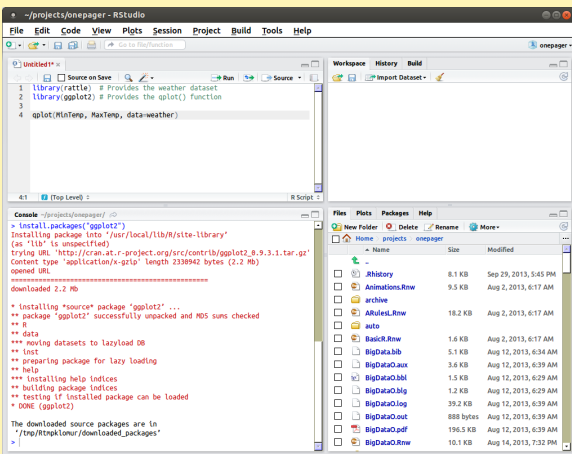 ~/projects/onepager - RStudio
File Edit Code View Plots Session Project Build Tools Help
Go to file/function onepager
Untitled1* ×
Source on Save Run Source
1 library(rattle) # Provides the weather dataset
2 library(ggplot2) # Provides the qplot() function
3
4 qplot(MinTemp, MaxTemp, data=weather)
4:1 (Top Level) R Script
Console ~/projects/onepager/
> install.packages("ggplot2")
Installing package into ‘/usr/local/lib/R/site-library’
(as ‘lib’ is unspecified)
trying URL 'http://cran.at.r-project.org/src/contrib/ggplot2_0.9.3.1.tar.gz'
Content type 'application/x-gzip' length 2330942 bytes (2.2 Mb)
opened URL
==================================================
downloaded 2.2 Mb
* installing *source* package ‘ggplot2’ ...
** package ‘ggplot2’ successfully unpacked and MD5 sums checked
** R
** data
*** moving datasets to lazyload DB
** inst
** preparing package for lazy loading
** help
*** installing help indices
** building package indices
** testing if installed package can be loaded
* DONE (ggplot2)
The downloaded source packages are in
‘/tmp/Rtmpklomur/downloaded_packages’
>
Workspace History Build
Import Dataset
Files Plots Packages Help
New Folder Delete Rename More
Home projects onepager ...
Name Size Modified
..
.Rhistory 8.1 KB Sep 29, 2013, 5:45 PM
Animations.Rnw 9.5 KB Aug 2, 2013, 6:17 AM
archive
ARulesL.Rnw 18.2 KB Aug 2, 2013, 6:17 AM
auto
BasicR.Rnw 1.6 KB Aug 2, 2013, 6:17 AM
BigData.bib 5.1 KB Aug 12, 2013, 6:34 AM
BigDataO.aux 3.6 KB Aug 12, 2013, 6:39 AM
BigDataO.bbl 1.5 KB Aug 12, 2013, 6:29 AM
BigDataO.blg 1.2 KB Aug 12, 2013, 6:29 AM
BigDataO.log 39.2 KB Aug 12, 2013, 6:39 AM
BigDataO.out 888 bytes Aug 12, 2013, 6:39 AM
BigDataO.pdf 196.5 KB Aug 12, 2013, 6:39 AM
BigDataO.Rnw 10.1 KB Aug 14, 2013, 7:32 PM